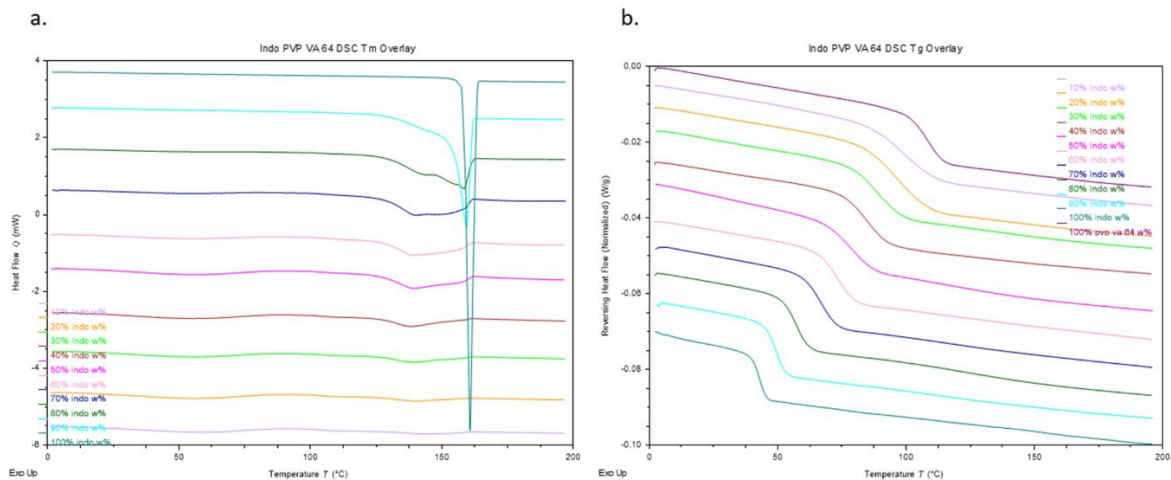 a.
Indo PVP VA 64 DSC Tm Overlay
4
2
0
-2
-4
-6
Heat Flow Q (mW)
10% indo w%
20% indo w%
30% indo w%
40% indo w%
50% indo w%
60% indo w%
70% indo w%
80% indo w%
90% indo w%
100% indo w%
0
50
100
150
200
Exo Up
Temperature T (°C)
b.
Indo PVP VA 64 DSC Tg Overlay
0.00
-0.02
-0.04
-0.06
-0.08
-0.10
Reversing Heat Flow (Normalized) (W/g)
10% Indo w%
20% Indo w%
30% Indo w%
40% Indo w%
50% Indo w%
60% Indo w%
70% Indo w%
80% Indo w%
90% Indo w%
100% indo w%
100% pvp va 64 w%
0
50
100
150
200
Exo Up
Temperature T (°C)